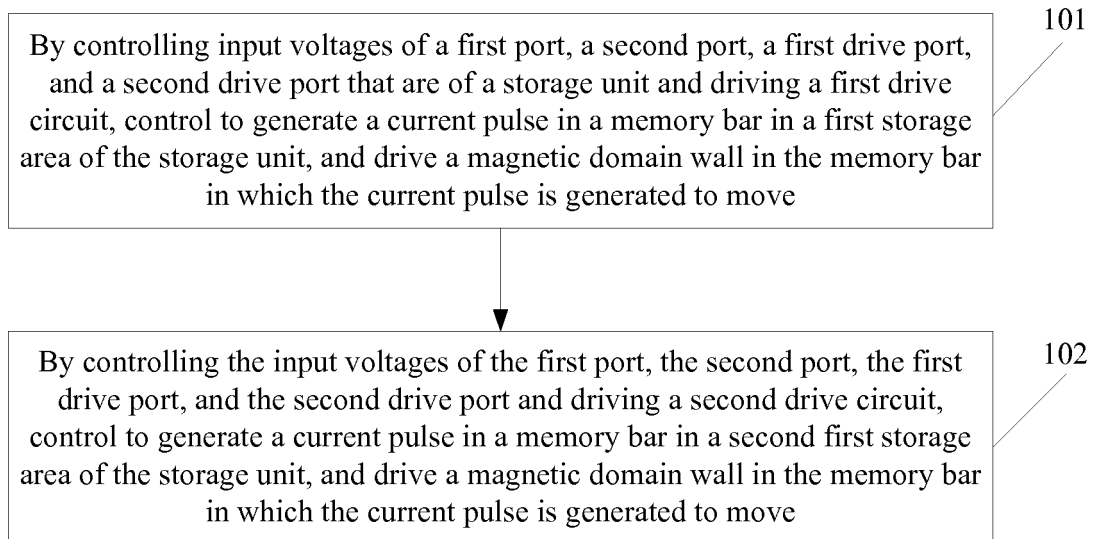 101
By controlling input voltages of a first port, a second port, a first drive port,
and a second drive port that are of a storage unit and driving a first drive
circuit, control to generate a current pulse in a memory bar in a first storage
area of the storage unit, and drive a magnetic domain wall in the memory bar
in which the current pulse is generated to move
102
By controlling the input voltages of the first port, the second port, the first
drive port, and the second drive port and driving a second drive circuit,
control to generate a current pulse in a memory bar in a second first storage
area of the storage unit, and drive a magnetic domain wall in the memory bar
in which the current pulse is generated to move